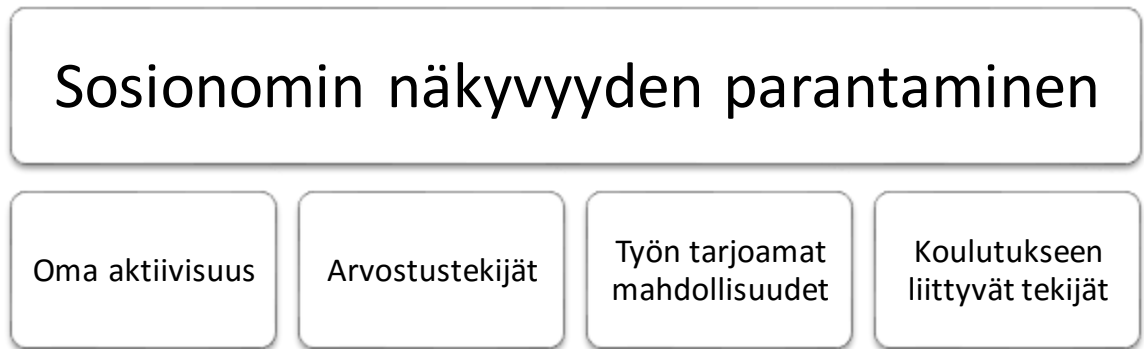 Sosionomin näkyvyyden parantaminen
Oma aktiivisuus
Arvostustekijät
Työn tarjoamat
mahdollisuudet
Koulutukseen
liittyvät tekijät